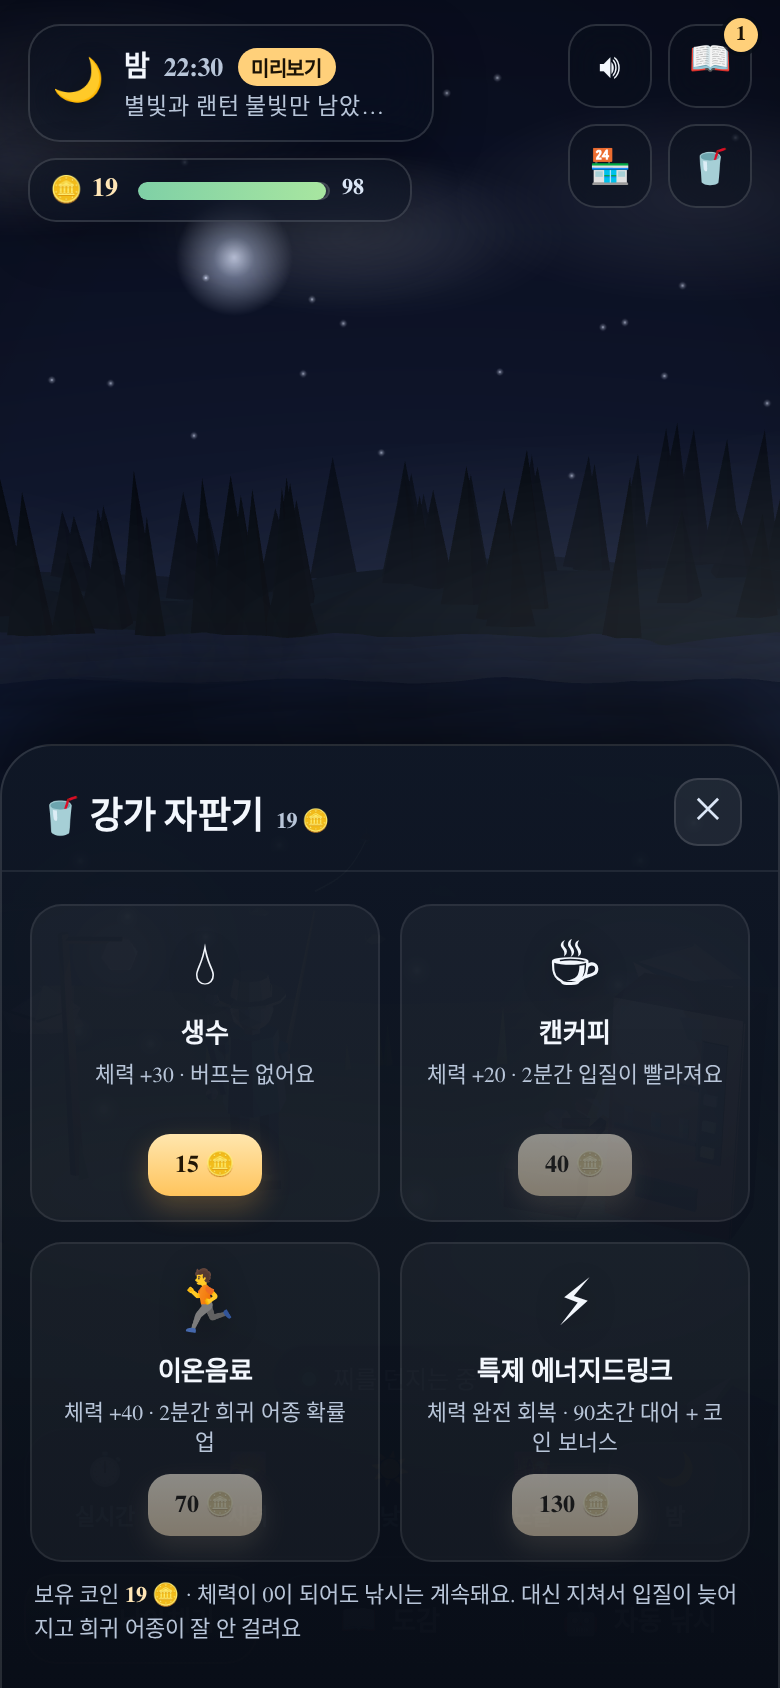 밤 22:30 미리보기
별빛과 랜턴 불빛만 남았...
1
19 98
24
강가 자판기 19
생수
체력 +30 · 버프는 없어요
15
캔커피
체력 +20 · 2분간 입질이 빨라져요
40
이온음료
체력 +40 · 2분간 희귀 어종 확률
업
70
특제 에너지드링크
체력 완전 회복 · 90초간 대어 + 코
인 보너스
130
보유 코인 19 · 체력이 0이 되어도 낚시는 계속돼요. 대신 지쳐서 입질이 늦어
지고 희귀 어종이 잘 안 걸려요